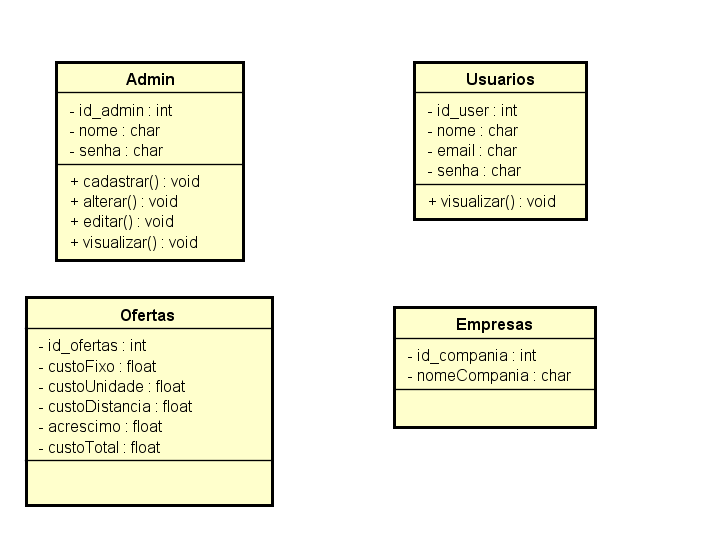 Admin
- id_admin : int
- nome : char
- senha : char
+ cadastrar() : void
+ alterar() : void
+ editar() : void
+ visualizar() : void
Usuarios
- id_user : int
- nome : char
- email : char
- senha : char
+ visualizar() : void
Ofertas
- id_ofertas : int
- custoFixo : float
- custoUnidade : float
- custoDistancia : float
- acrescimo : float
- custoTotal : float
Empresas
- id_compania : int
- nomeCompania : char